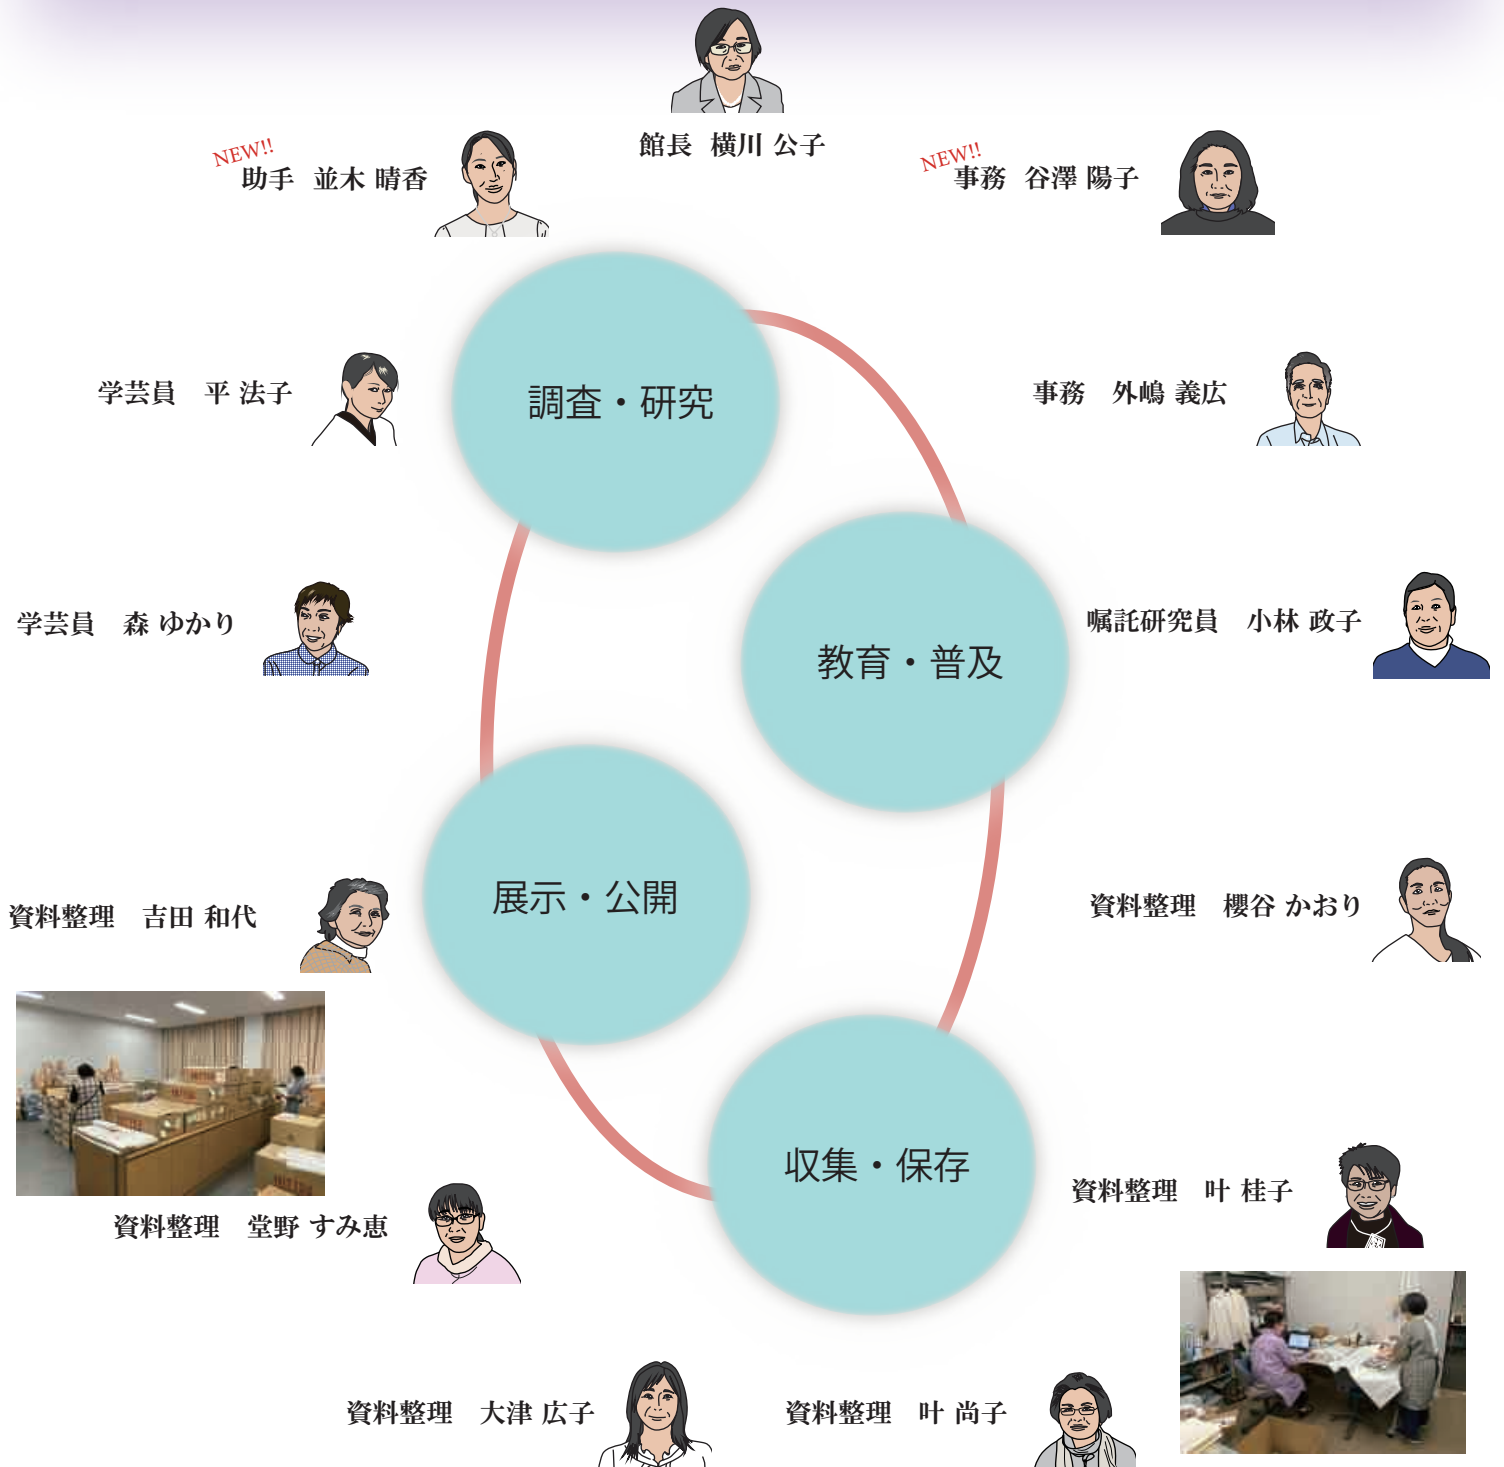 館長 横川 公子
NEW!!
助手 並木 晴香
NEW!!
事務 谷澤 陽子
学芸員 平 法子
調査・研究
事務 外嶋 義広
学芸員 森 ゆかり
教育・普及
嘱託研究員 小林 政子
資料整理 吉田 和代
展示・公開
資料整理 櫻谷 かおり
収集・保存
資料整理 叶 桂子
資料整理 堂野 すみ恵
資料整理 大津 広子
資料整理 叶 尚子